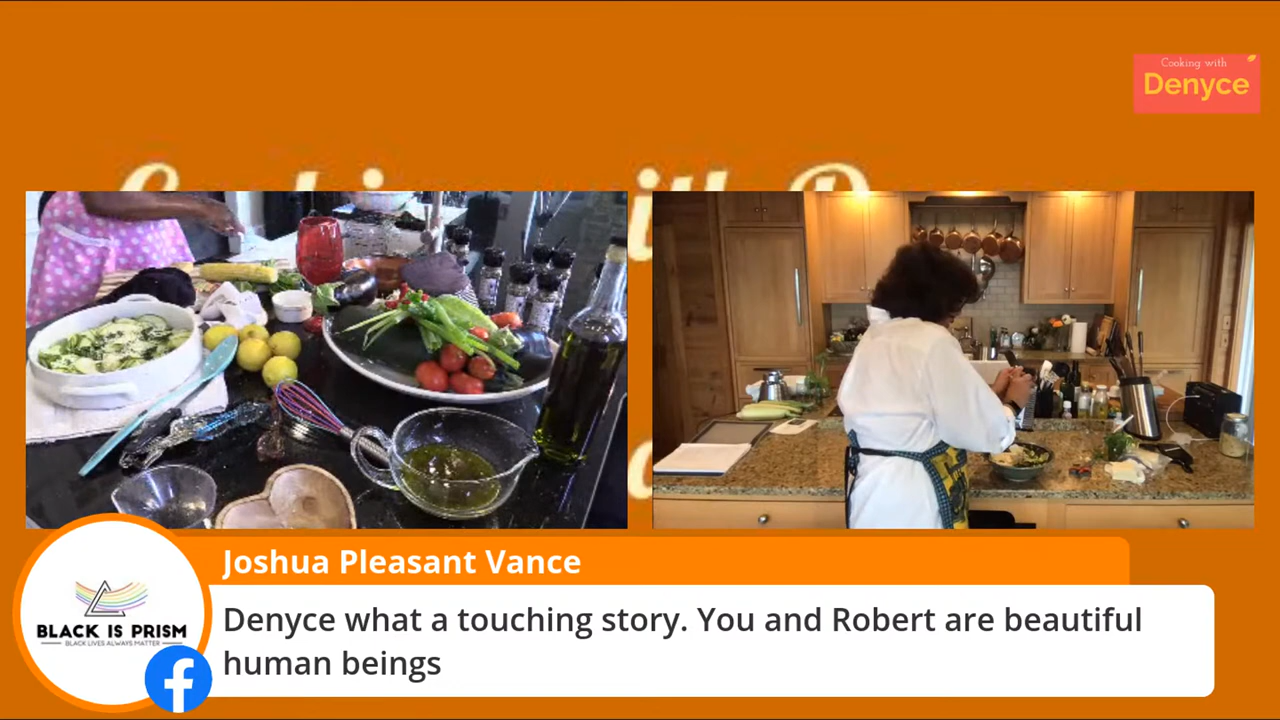 Cooking with
Denyce
Joshua Pleasant Vance
Denyce what a touching story. You and Robert are beautiful
human beings
BLACK IS PRISM
BLACK LIVES ALWAYS MATTER